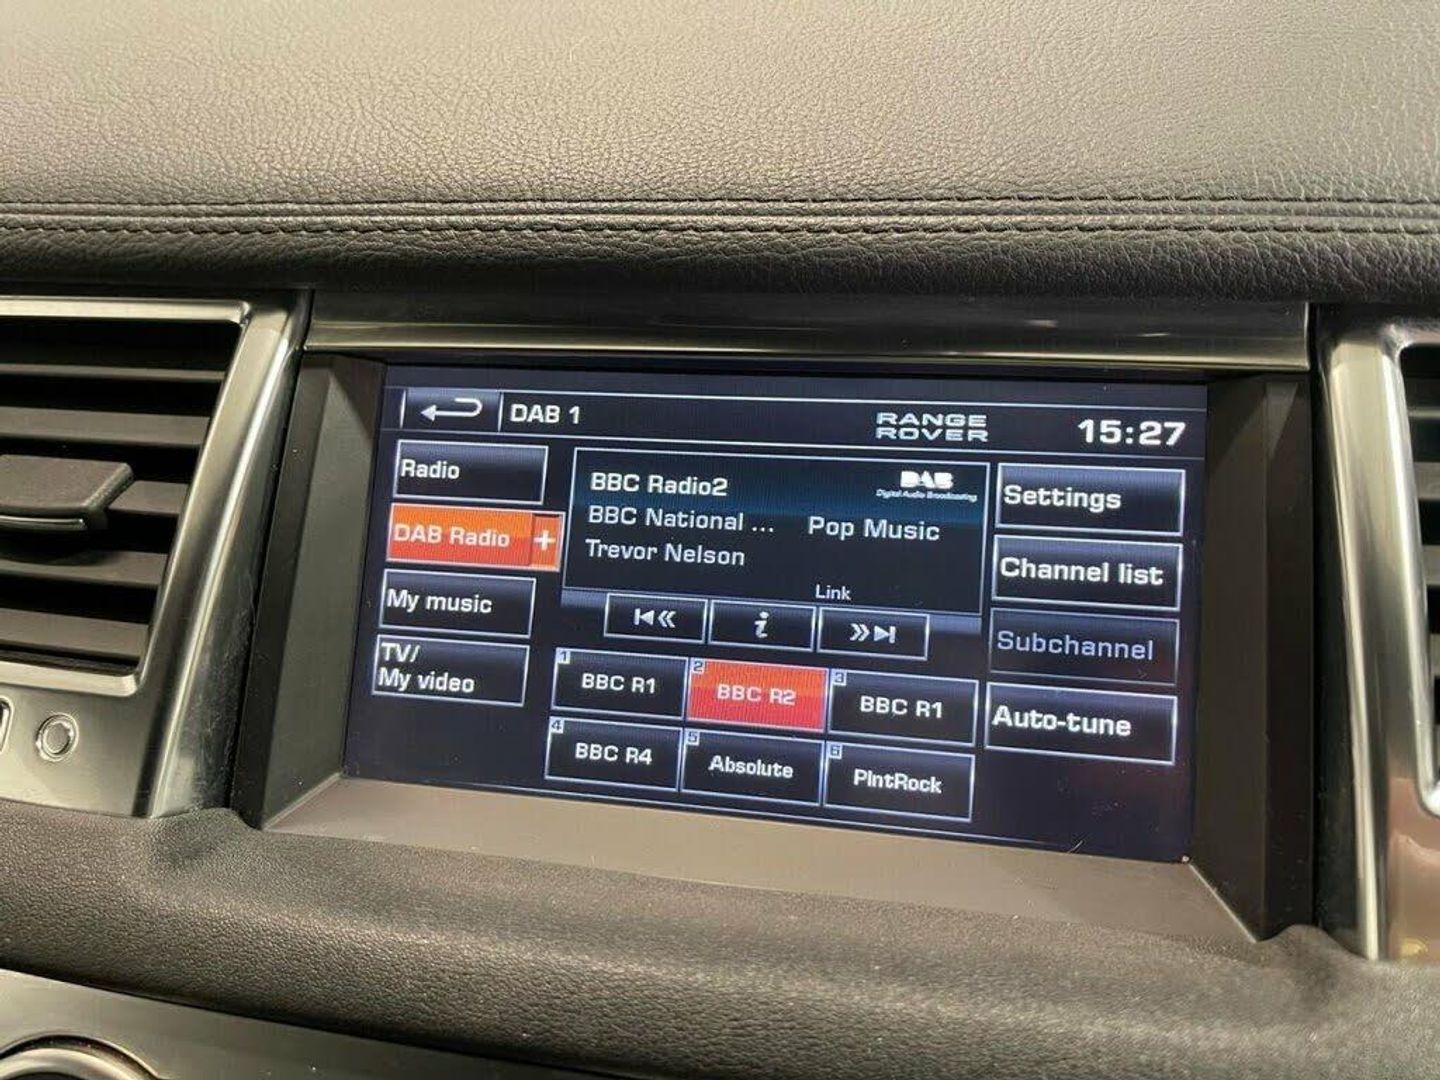 DAB 1
RANGE
ROVER
15:27
Radio
DAB Radio +
My music
TV/
My video
BBC Radio2
DAB
Digital Audio Broadcasting
BBC National ... Pop Music
Trevor Nelson
Link
i
1 BBC R1
2 BBC R2
3 BBC R1
4 BBC R4
5 Absolute
6 PlntRock
Settings
Channel list
Subchannel
Auto-tune